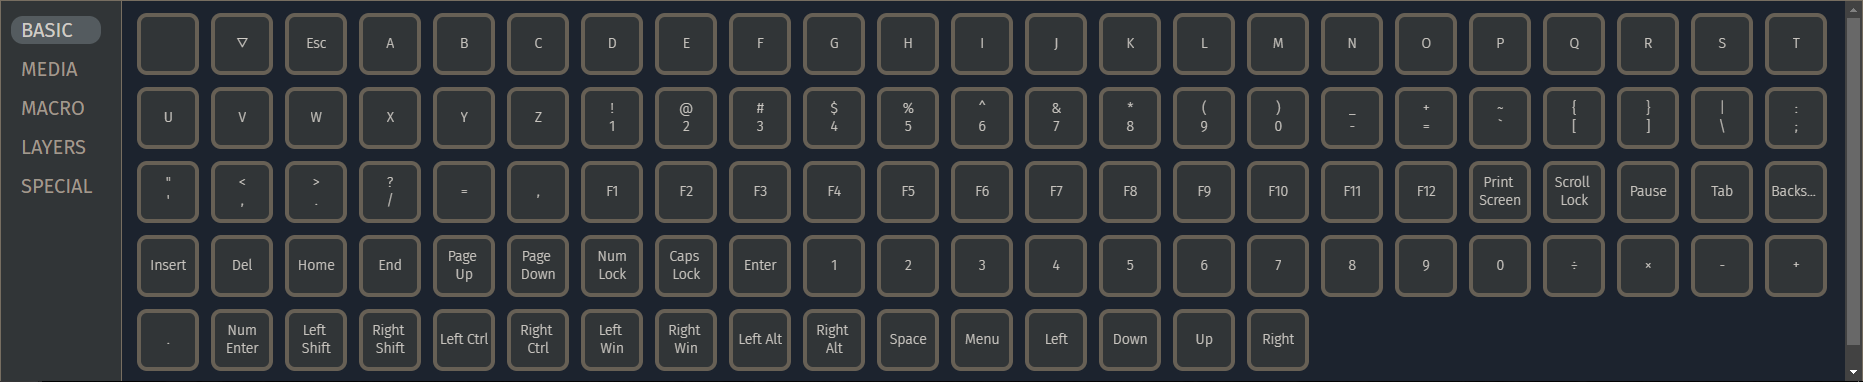 BASIC
MEDIA
MACRO
LAYERS
SPECIAL
▽ Esc A B C D E F G H I J K L M N O P Q R S T
U V W X Y Z ! 1 @ 2 # 3 $ 4 % 5 ^ 6 & 7 * 8 ( 9 ) 0 _ - + = ~ ` { [ } ] | \ : ;
" ' < , > . ? / = , F1 F2 F3 F4 F5 F6 F7 F8 F9 F10 F11 F12 Print Screen Scroll Lock Pause Tab Backs...
Insert Del Home End Page Up Page Down Num Lock Caps Lock Enter 1 2 3 4 5 6 7 8 9 0 ÷ × - +
. Num Enter Left Shift Right Shift Left Ctrl Right Ctrl Left Win Right Win Left Alt Right Alt Space Menu Left Down Up Right